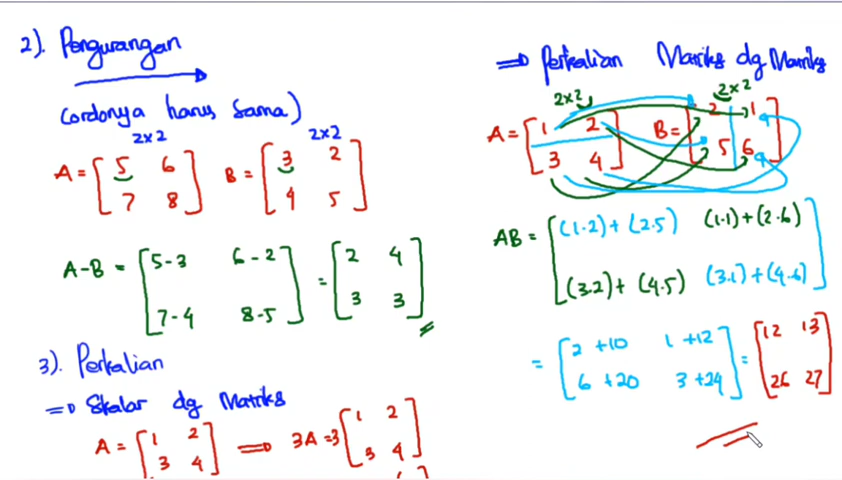 2). Pengurangan
(ordonya harus sama)
2x2 2x2
A = [5 6 B = [3 2
7 8] 4 5]
A-B = [5-3 6-2 = [2 4
7-4 8-5] 3 3]
3). Perkalian
=> Skalar dg Matriks
A = [1 2 => 3A = 3 [1 2
3 4] 3 4]
=> Perkalian Matriks dg Matriks
2x2 2x2
A = [1 2 B = [2 1
3 4] 5 6]
AB = [(1.2)+(2.5) (1.1)+(2.6)
(3.2)+(4.5) (3.1)+(4.6)]
= [2+10 1+12 = [12 13
6+20 3+24] 26 27]